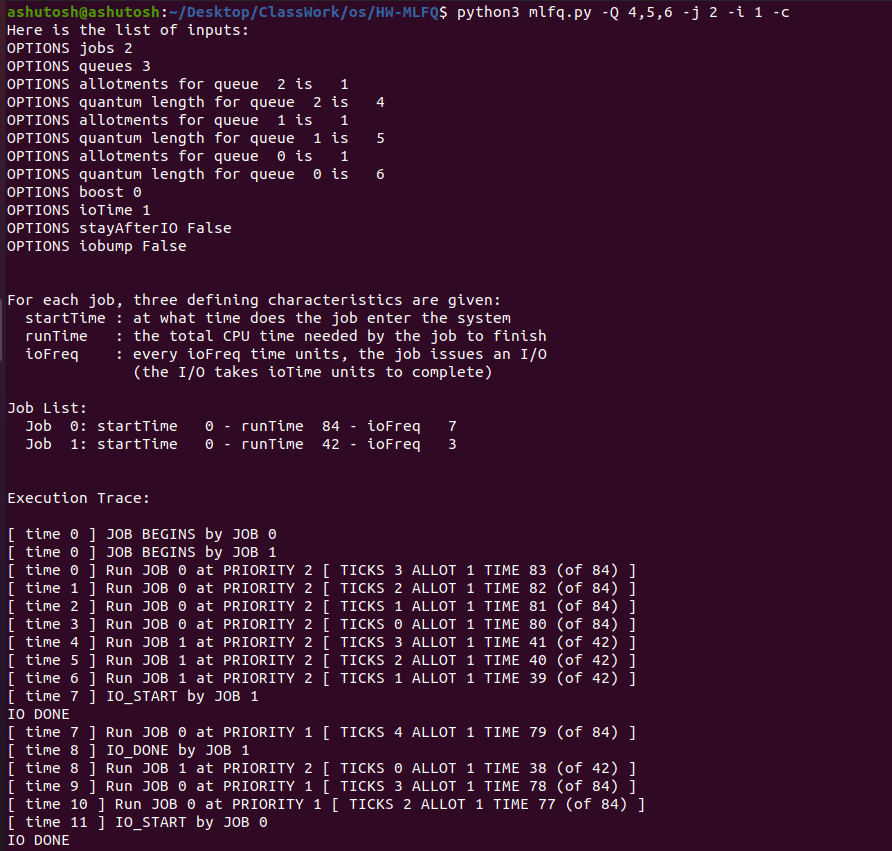 ashutosh@ashutosh:~/Desktop/ClassWork/os/HW-MLFQ$ python3 mlfq.py -Q 4,5,6 -j 2 -i 1 -c
Here is the list of inputs:
OPTIONS jobs 2
OPTIONS queues 3
OPTIONS allotments for queue  2 is   1
OPTIONS quantum length for queue  2 is   4
OPTIONS allotments for queue  1 is   1
OPTIONS quantum length for queue  1 is   5
OPTIONS allotments for queue  0 is   1
OPTIONS quantum length for queue  0 is   6
OPTIONS boost 0
OPTIONS ioTime 1
OPTIONS stayAfterIO False
OPTIONS iobump False
For each job, three defining characteristics are given:
  startTime : at what time does the job enter the system
  runTime   : the total CPU time needed by the job to finish
  ioFreq    : every ioFreq time units, the job issues an I/O
              (the I/O takes ioTime units to complete)
Job List:
  Job  0: startTime   0 - runTime  84 - ioFreq   7
  Job  1: startTime   0 - runTime  42 - ioFreq   3
Execution Trace:
[ time 0 ] JOB BEGINS by JOB 0
[ time 0 ] JOB BEGINS by JOB 1
[ time 0 ] Run JOB 0 at PRIORITY 2 [ TICKS 3 ALLOT 1 TIME 83 (of 84) ]
[ time 1 ] Run JOB 0 at PRIORITY 2 [ TICKS 2 ALLOT 1 TIME 82 (of 84) ]
[ time 2 ] Run JOB 0 at PRIORITY 2 [ TICKS 1 ALLOT 1 TIME 81 (of 84) ]
[ time 3 ] Run JOB 0 at PRIORITY 2 [ TICKS 0 ALLOT 1 TIME 80 (of 84) ]
[ time 4 ] Run JOB 1 at PRIORITY 2 [ TICKS 3 ALLOT 1 TIME 41 (of 42) ]
[ time 5 ] Run JOB 1 at PRIORITY 2 [ TICKS 2 ALLOT 1 TIME 40 (of 42) ]
[ time 6 ] Run JOB 1 at PRIORITY 2 [ TICKS 1 ALLOT 1 TIME 39 (of 42) ]
[ time 7 ] IO_START by JOB 1
IO DONE
[ time 7 ] Run JOB 0 at PRIORITY 1 [ TICKS 4 ALLOT 1 TIME 79 (of 84) ]
[ time 8 ] IO_DONE by JOB 1
[ time 8 ] Run JOB 1 at PRIORITY 2 [ TICKS 0 ALLOT 1 TIME 38 (of 42) ]
[ time 9 ] Run JOB 0 at PRIORITY 1 [ TICKS 3 ALLOT 1 TIME 78 (of 84) ]
[ time 10 ] Run JOB 0 at PRIORITY 1 [ TICKS 2 ALLOT 1 TIME 77 (of 84) ]
[ time 11 ] IO_START by JOB 0
IO DONE